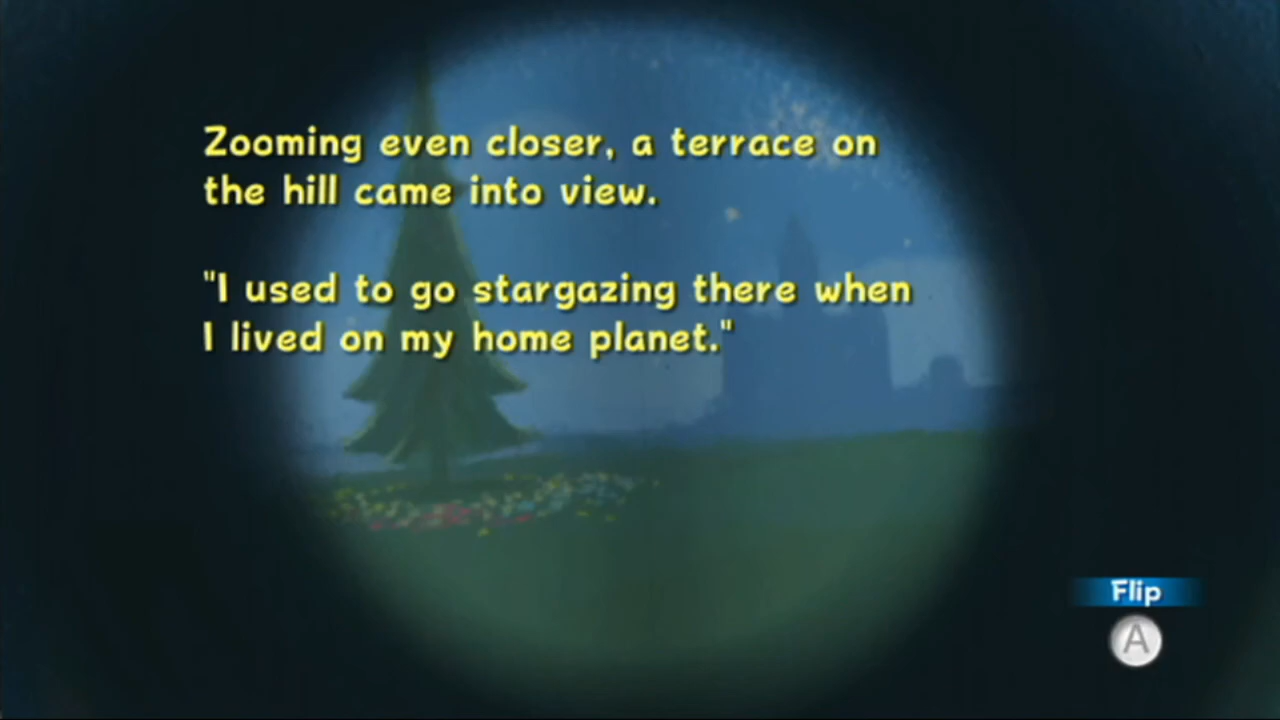 Zooming even closer, a terrace on
the hill came into view.
"I used to go stargazing there when
I lived on my home planet."
Flip
A